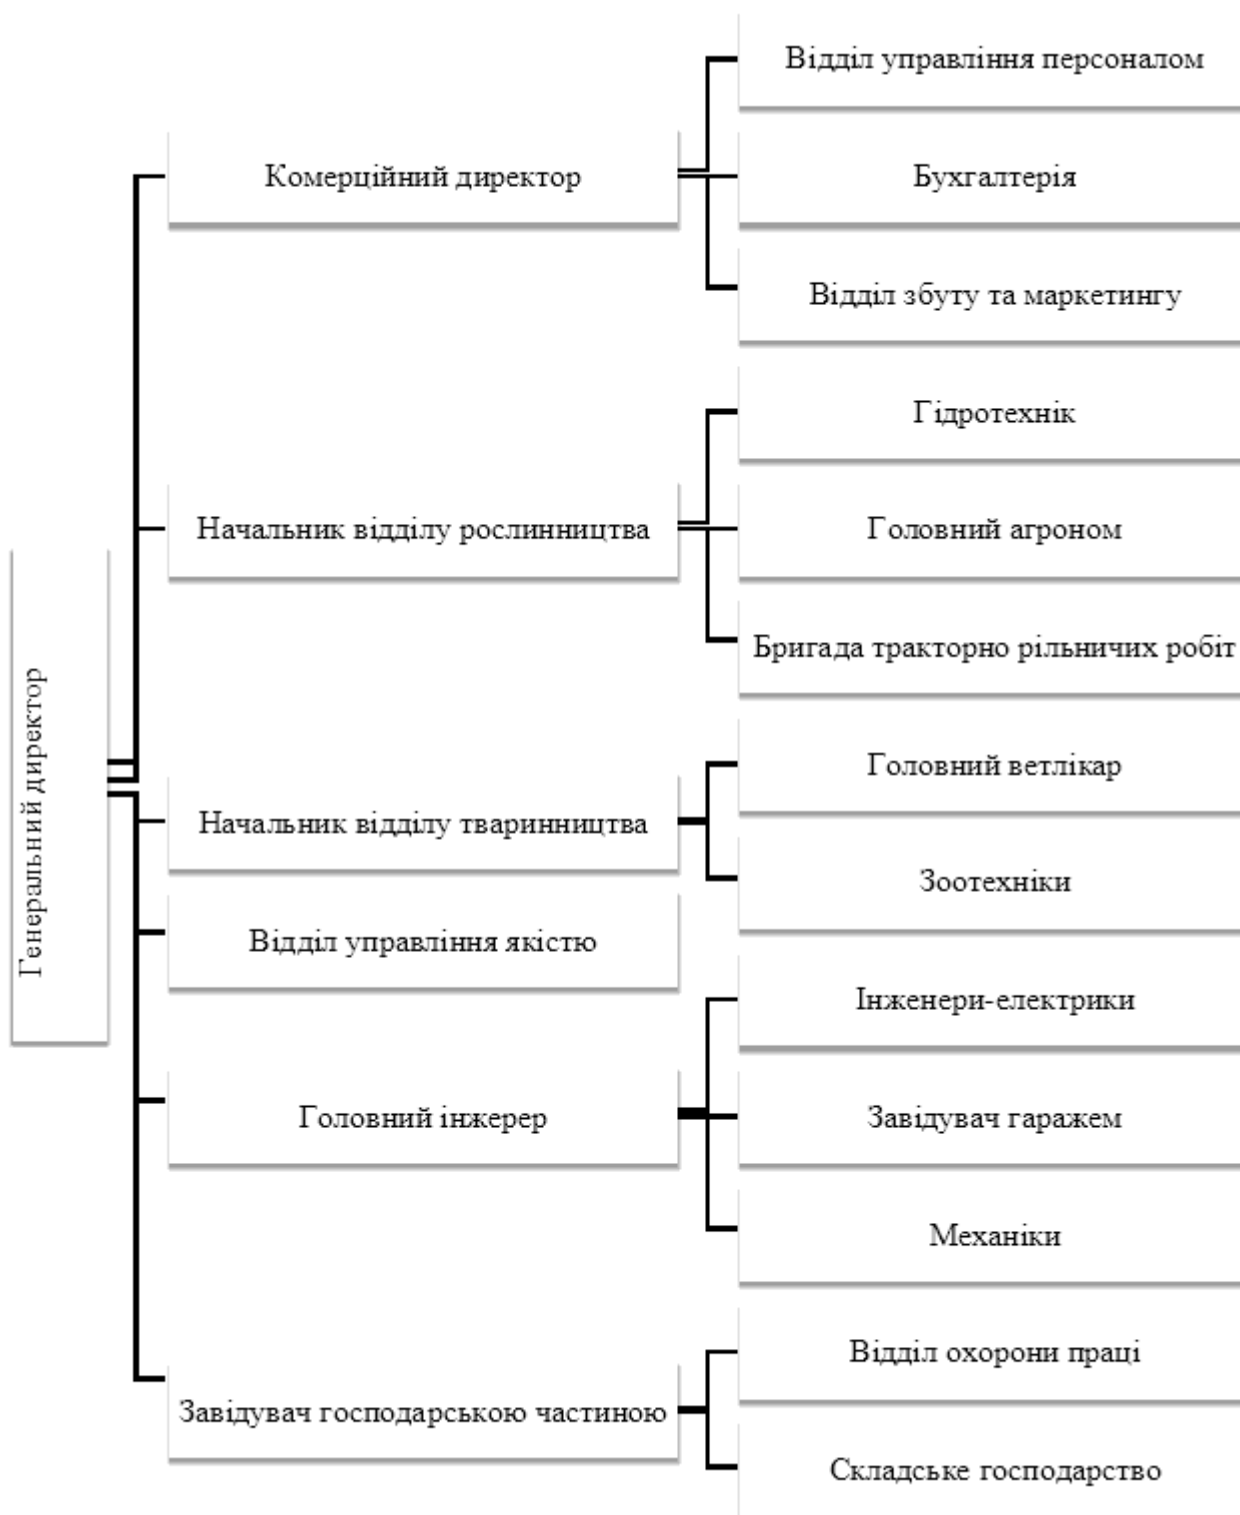 Генеральний директор
Комерційний директор
Відділ управління персоналом
Бухгалтерія
Відділ збуту та маркетингу
Начальник відділу рослинництва
Гідротехнік
Головний агроном
Бригада тракторно рільничих робіт
Начальник відділу тваринництва
Головний ветлікар
Зоотехніки
Відділ управління якістю
Головний інжерер
Інженери-електрики
Завідувач гаражем
Механіки
Завідувач господарською частиною
Відділ охорони праці
Складське господарство